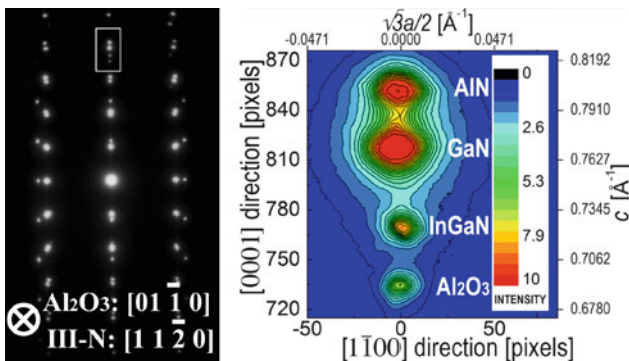 Al₂O₃: [01 1̄ 0]
III-N: [1 1 2̄ 0]
√3a/2 [Å⁻¹]
-0.0471 0.0000 0.0471
[0001] direction [pixels]
870
840
810
780
750
720
AlN
GaN
InGaN
Al₂O₃
0
2.6
5.3
7.9
10
INTENSITY
0.8192
0.7910
0.7627
0.7345
0.7062
0.6780
c [Å⁻¹]
-50 0 50
[11̄00] direction [pixels]